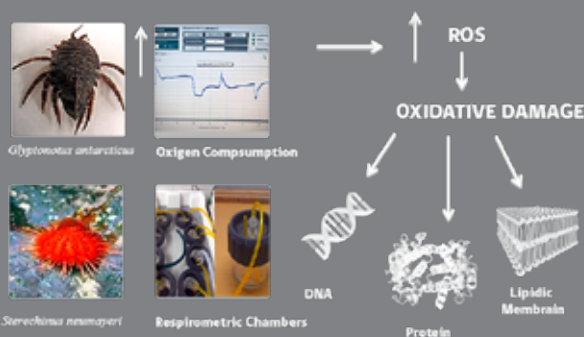 ROS
OXIDATIVE DAMAGE
Glyptonotus antarcticus
Oxigen Compsumption
DNA
Protein
Lipidic
Membrain
Sterechinus neumayeri
Respirometric Chambers